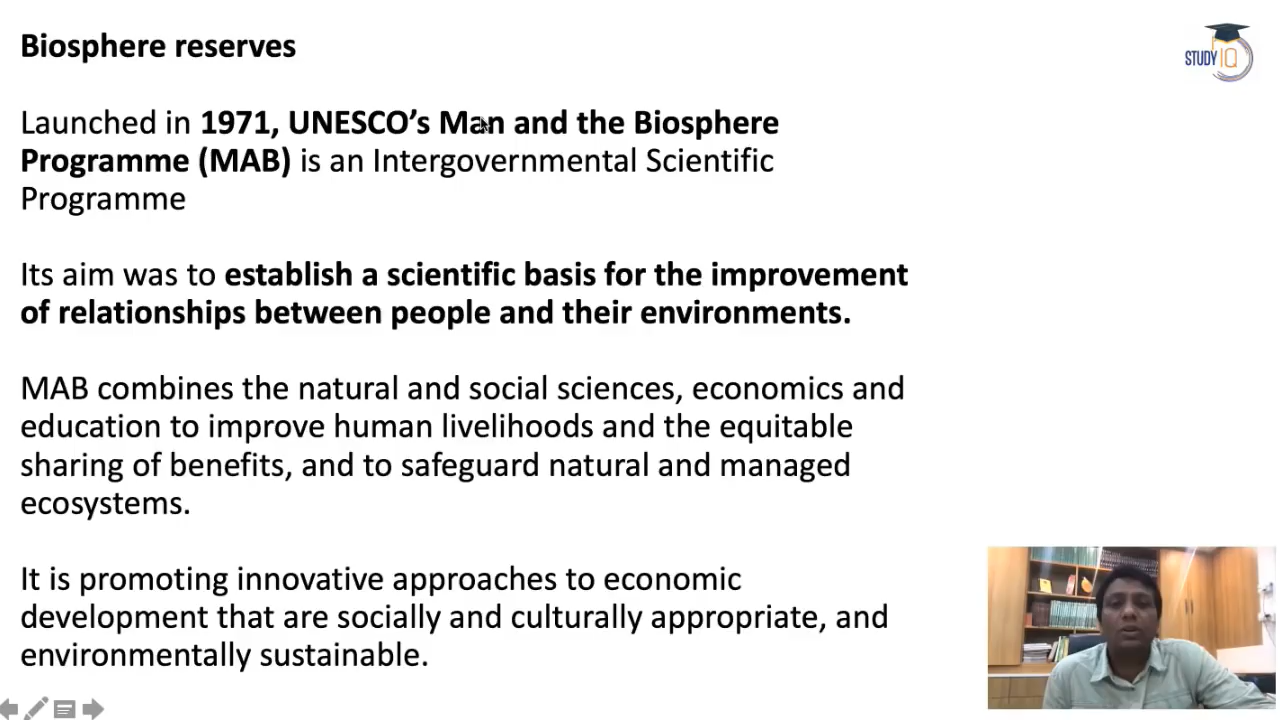 Biosphere reserves
STUDY IQ
Launched in 1971, UNESCO’s Man and the Biosphere
Programme (MAB) is an Intergovernmental Scientific
Programme
Its aim was to establish a scientific basis for the improvement
of relationships between people and their environments.
MAB combines the natural and social sciences, economics and
education to improve human livelihoods and the equitable
sharing of benefits, and to safeguard natural and managed
ecosystems.
It is promoting innovative approaches to economic
development that are socially and culturally appropriate, and
environmentally sustainable.